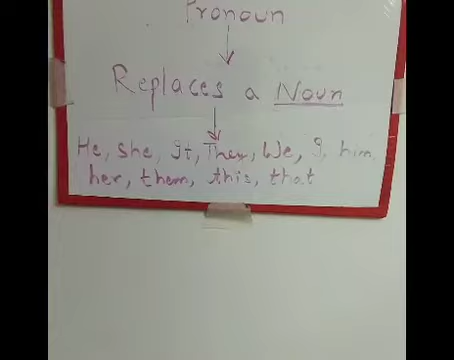 Pronoun
Replaces a Noun
He, she, It, They, We, I, him,
her, them, this, that